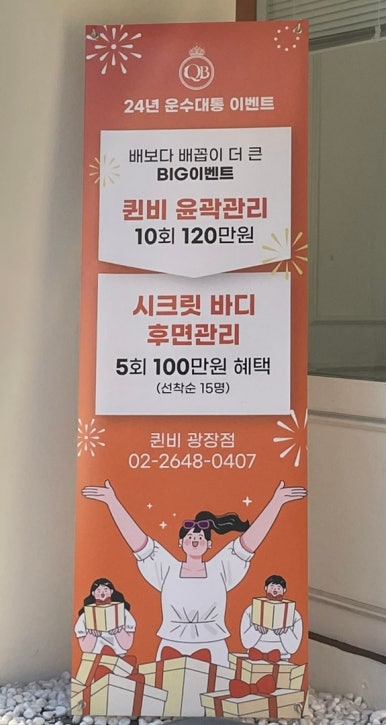 QB
24년 운수대통 이벤트
배보다 배꼽이 더 큰
BIG이벤트
퀸비 윤곽관리
10회 120만원
시크릿 바디
후면관리
5회 100만원 혜택
(선착순 15명)
퀸비 광장점
02-2648-0407